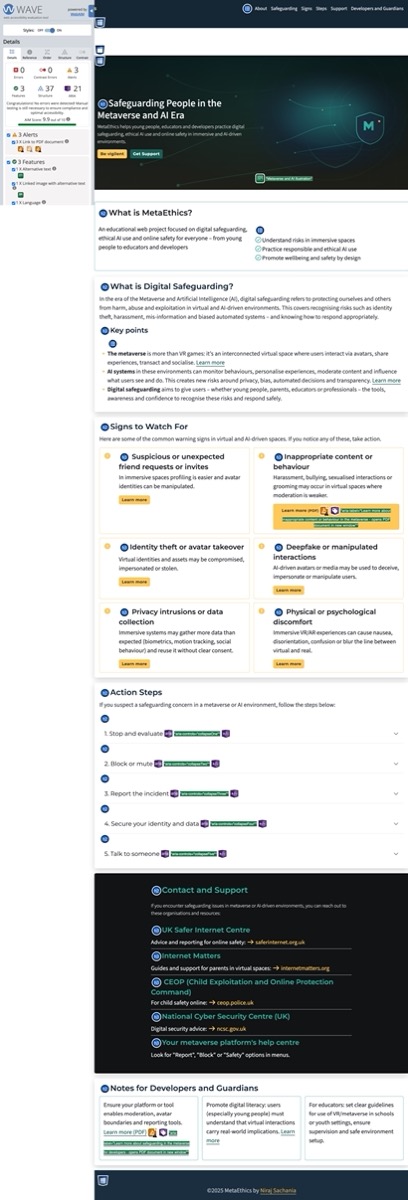 WAVE
powered by
web accessibility evaluation tool
Styles: OFF ON
Details
Details Reference Order Structure Contrast
0
Errors
0
Contrast Errors
3
Alerts
3
Features
37
Structure
21
ARIA
Congratulations! No errors were detected! Manual
testing is still necessary to ensure compliance and
optimal accessibility.
AIM Score: 9.9 out of 10
3 Alerts
3 X Link to PDF document
3 Features
1 X Alternative text
1 X Linked image with alternative text
1 X Language
About Safeguarding Signs Steps Support Developers and Guardians
Safeguarding People in the
Metaverse and AI Era
MetaEthics helps young people, educators and developers practice digital
safeguarding, ethical AI use and online safety in immersive and AI-driven
environments.
Be vigilant Get Support
M
"Metaverse and AI illustration"
What is MetaEthics?
An educational web project focused on digital safeguarding,
ethical AI use and online safety for everyone – from young
people to educators and developers
Understand risks in immersive spaces
Practice responsible and ethical AI use
Promote wellbeing and safety by design
What is Digital Safeguarding?
In the era of the Metaverse and Artificial Intelligence (AI), digital safeguarding refers to protecting ourselves and others
from harm, abuse and exploitation in virtual and AI-driven environments. This covers recognising risks such as identity
theft, harassment, mis-information and biased automated systems – and knowing how to respond appropriately.
Key points
The metaverse is more than VR games: it's an interconnected virtual space where users interact via avatars, share
experiences, transact and socialise. Learn more
AI systems in these environments can monitor behaviours, personalise experiences, moderate content and influence
what users see and do. This creates new risks around privacy, bias, automated decisions and transparency. Learn more
Digital safeguarding aims to give users – whether young people, parents, educators or professionals – the tools,
awareness and confidence to recognise these risks and respond safely.
Signs to Watch For
Here are some of the common warning signs in virtual and AI-driven spaces. If you notice any of these, take action.
Suspicious or unexpected
friend requests or invites
In immersive spaces profiling is easier and avatar
identities can be manipulated.
Learn more
Inappropriate content or
behaviour
Harassment, bullying, sexualised interactions or
grooming may occur in virtual spaces where
moderation is weaker.
Learn more (PDF) aria-label="Learn more about
inappropriate content or behaviour in the metaverse - opens PDF
document in new window"
Identity theft or avatar takeover
Virtual identities and assets may be compromised,
impersonated or stolen.
Learn more
Deepfake or manipulated
interactions
AI-driven avatars or media may be used to deceive,
impersonate or manipulate users.
Learn more
Privacy intrusions or data
collection
Immersive systems may gather more data than
expected (biometrics, motion tracking, social
behaviour) and reuse it without clear consent.
Learn more
Physical or psychological
discomfort
Immersive VR/AR experiences can cause nausea,
disorientation, confusion or blur the line between
virtual and real.
Learn more
Action Steps
If you suspect a safeguarding concern in a metaverse or AI environment, follow the steps below:
1. Stop and evaluate aria-controls="collapseOne"
2. Block or mute aria-controls="collapseTwo"
3. Report the incident aria-controls="collapseThree"
4. Secure your identity and data aria-controls="collapseFour"
5. Talk to someone aria-controls="collapseFive"
Contact and Support
If you encounter safeguarding issues in metaverse or AI-driven environments, you can reach out to
these organisations and resources:
UK Safer Internet Centre
Advice and reporting for online safety: → saferinternet.org.uk
Internet Matters
Guides and support for parents in virtual spaces: → internetmatters.org
CEOP (Child Exploitation and Online Protection
Command)
For child safety online: → ceop.police.uk
National Cyber Security Centre (UK)
Digital security advice: → ncsc.gov.uk
Your metaverse platform's help centre
Look for "Report", "Block" or "Safety" options in menus.
Notes for Developers and Guardians
Ensure your platform or tool
enables moderation, avatar
boundaries and reporting tools.
Learn more (PDF)
aria-label="Learn more about safeguarding in the metaverse
for developers - opens PDF document in new window"
Promote digital literacy: users
(especially young people) must
understand that virtual interactions
carry real-world implications. Learn
more
For educators: set clear guidelines
for use of VR/metaverse in schools
or youth settings, ensure
supervision and safe environment
setup.
©2025 MetaEthics by Niraj Sachania